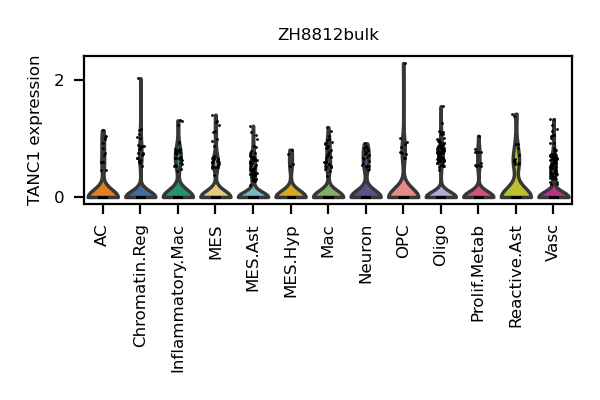 ZH8812bulk
TANC1 expression
2
0
AC
Chromatin.Reg
Inflammatory.Mac
MES
MES.Ast
MES.Hyp
Mac
Neuron
OPC
Oligo
Prolif.Metab
Reactive.Ast
Vasc